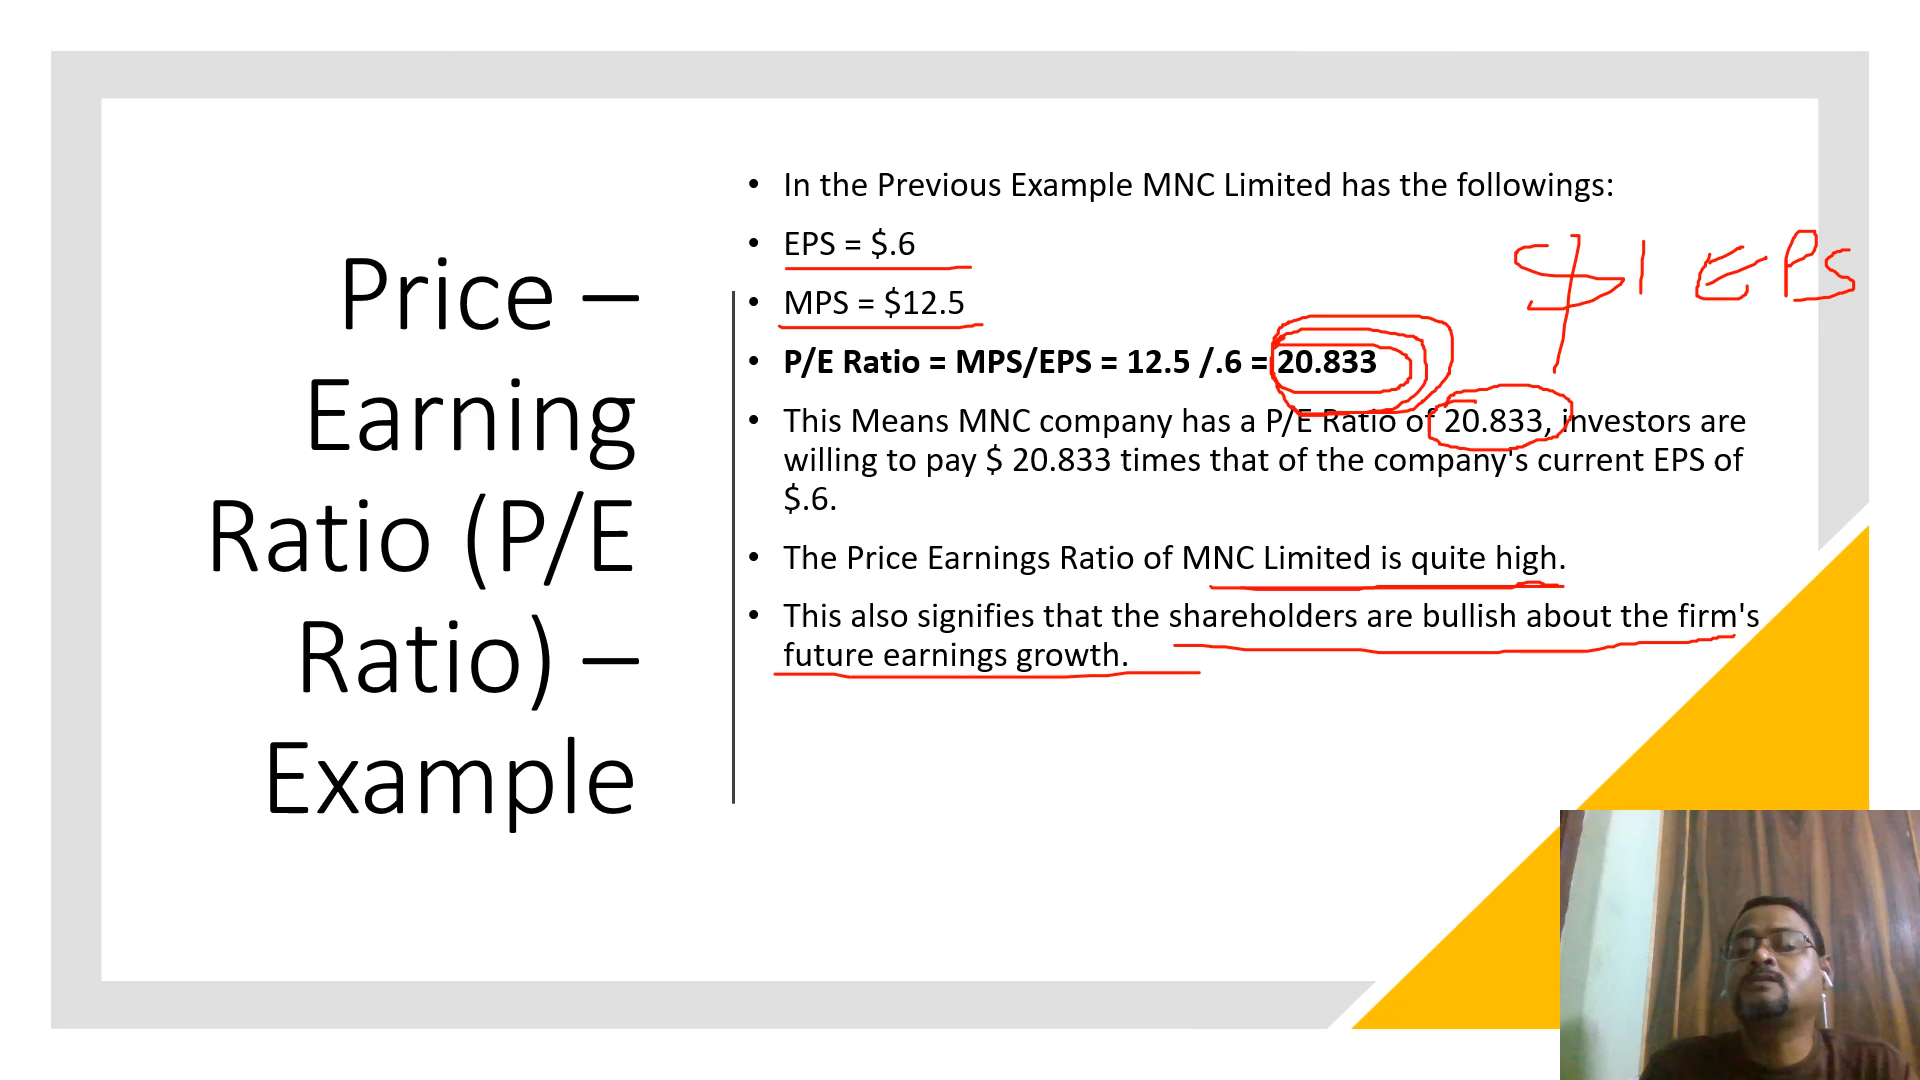 Price –
Earning
Ratio (P/E
Ratio) –
Example
• In the Previous Example MNC Limited has the followings:
• EPS = $.6
• MPS = $12.5
• P/E Ratio = MPS/EPS = 12.5 /.6 = 20.833
• This Means MNC company has a P/E Ratio of 20.833, investors are
willing to pay $ 20.833 times that of the company's current EPS of
$.6.
• The Price Earnings Ratio of MNC Limited is quite high.
• This also signifies that the shareholders are bullish about the firm's
future earnings growth.
$1 EPS